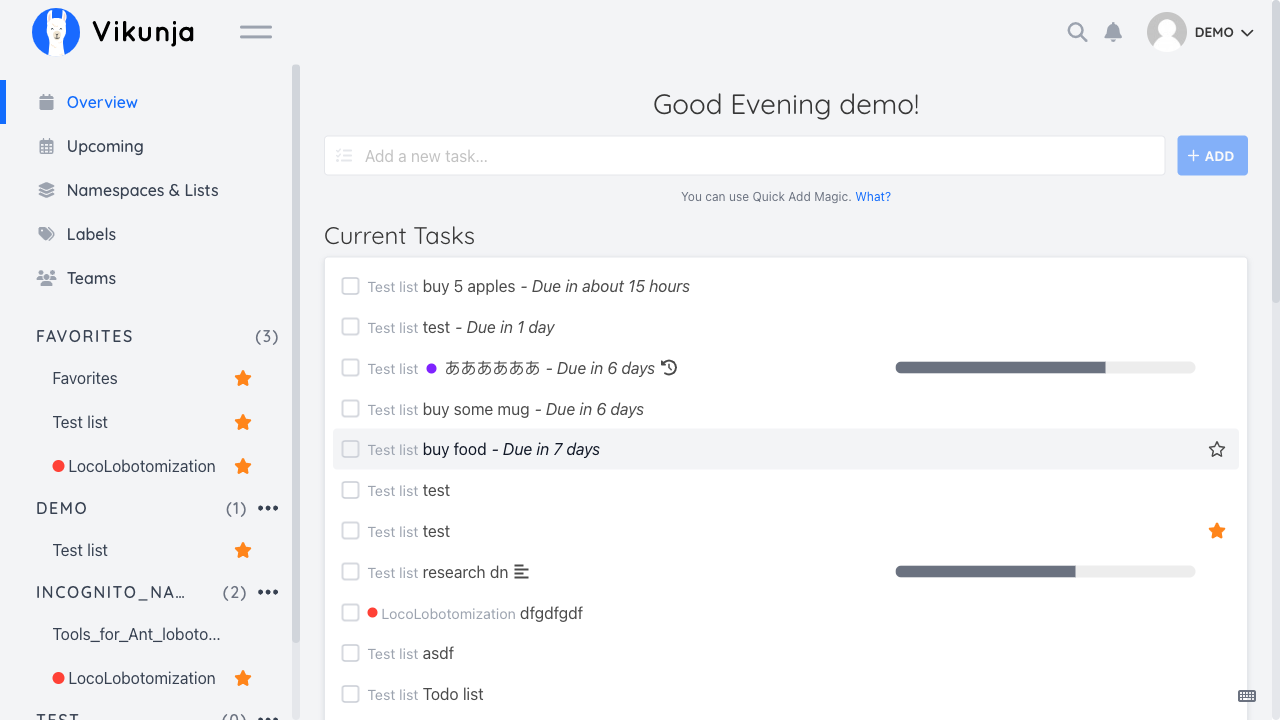 Vikunja
DEMO
Overview
Upcoming
Namespaces & Lists
Labels
Teams
FAVORITES (3)
Favorites
Test list
LocoLobotomization
DEMO (1)
Test list
INCOGNITO_NA... (2)
Tools_for_Ant_loboto...
LocoLobotomization
TEST (0)
Good Evening demo!
Add a new task...
+ ADD
You can use Quick Add Magic. What?
Current Tasks
Test list buy 5 apples - Due in about 15 hours
Test list test - Due in 1 day
Test list ああああああ - Due in 6 days
Test list buy some mug - Due in 6 days
Test list buy food - Due in 7 days
Test list test
Test list test
Test list research dn
LocoLobotomization dfgdfgdf
Test list asdf
Test list Todo list